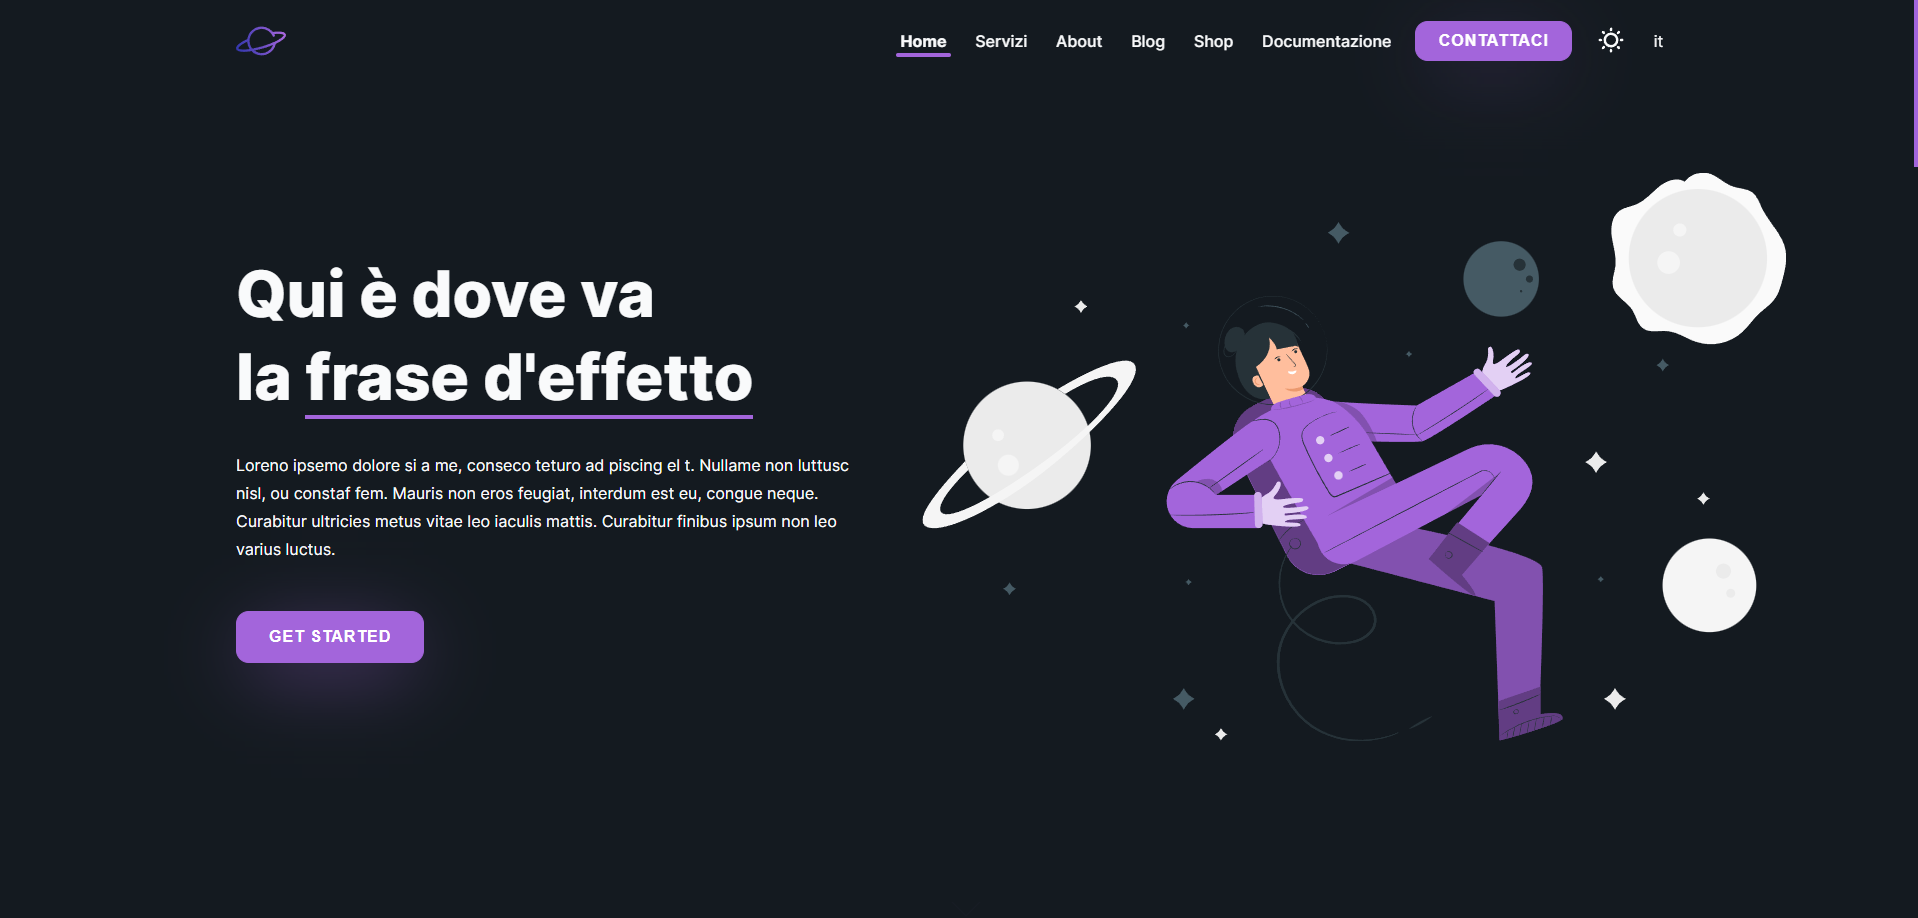 Home Servizi About Blog Shop Documentazione CONTATTACI it
Qui è dove va
la frase d'effetto
Loreno ipsemo dolore si a me, conseco teturo ad piscing el t. Nullame non luttusc
nisl, ou constaf fem. Mauris non eros feugiat, interdum est eu, congue neque.
Curabitur ultricies metus vitae leo iaculis mattis. Curabitur finibus ipsum non leo
varius luctus.
GET STARTED